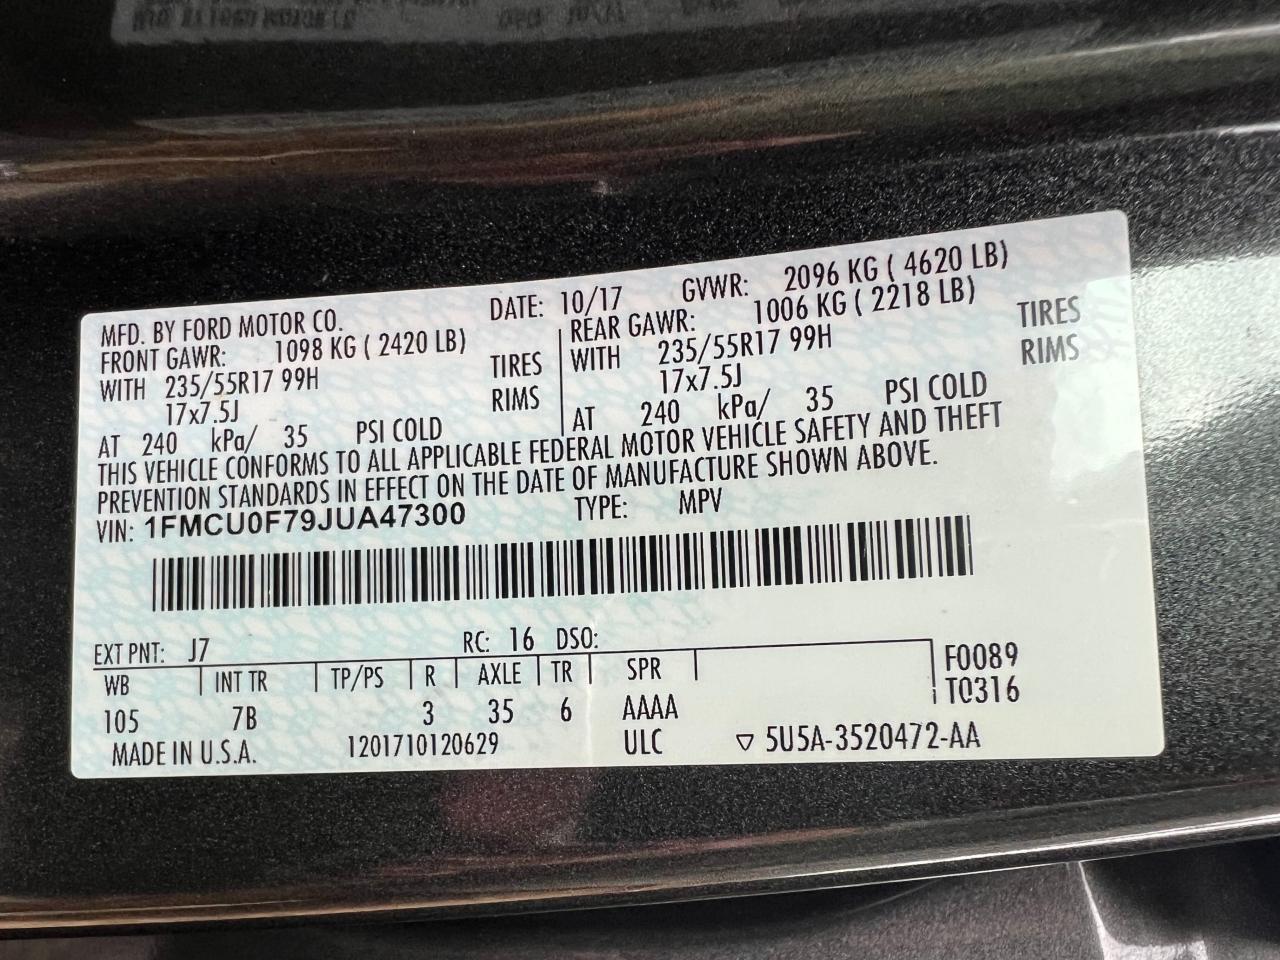 MFD. BY FORD MOTOR CO. DATE: 10/17 GVWR: 2096 KG ( 4620 LB)
FRONT GAWR: 1098 KG ( 2420 LB) REAR GAWR: 1006 KG ( 2218 LB)
WITH 235/55R17 99H TIRES WITH 235/55R17 99H TIRES
17x7.5J RIMS 17x7.5J RIMS
AT 240 kPa/ 35 PSI COLD AT 240 kPa/ 35 PSI COLD
THIS VEHICLE CONFORMS TO ALL APPLICABLE FEDERAL MOTOR VEHICLE SAFETY AND THEFT
PREVENTION STANDARDS IN EFFECT ON THE DATE OF MANUFACTURE SHOWN ABOVE.
VIN: 1FMCU0F79JUA47300 TYPE: MPV
EXT PNT: J7 RC: 16 DSO:
WB INT TR TP/PS R AXLE TR SPR F0089
105 7B 3 35 6 AAAA T0316
MADE IN U.S.A. 1201710120629 ULC ▽ 5U5A-3520472-AA